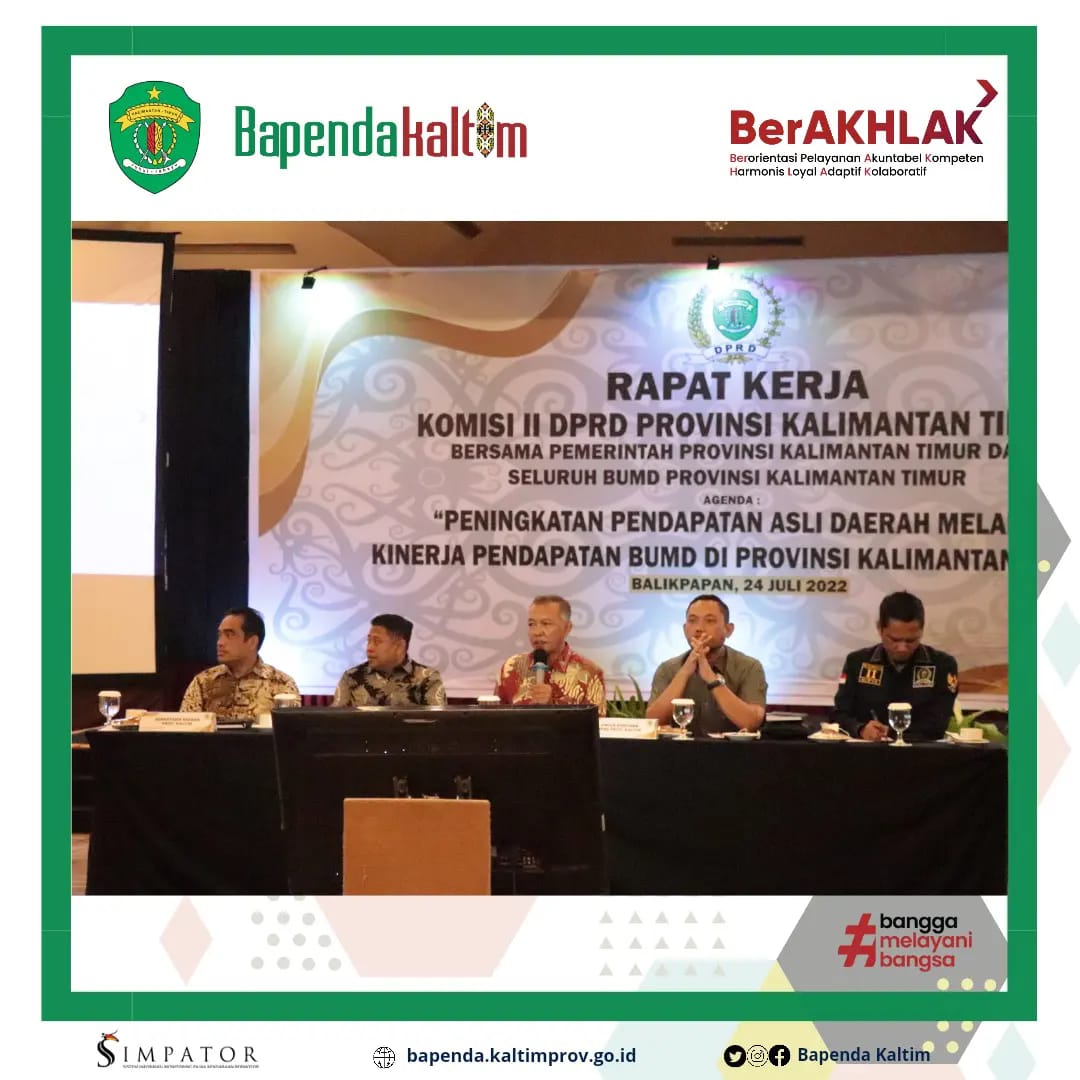 KALIMANTAN - TIMUR
Bapendakaltim
BerAKHLAK
Berorientasi Pelayanan Akuntabel Kompeten
Harmonis Loyal Adaptif Kolaboratif
DPRD
RAPAT KERJA
KOMISI II DPRD PROVINSI KALIMANTAN TI
BERSAMA PEMERINTAH PROVINSI KALIMANTAN TIMUR DA
SELURUH BUMD PROVINSI KALIMANTAN TIMUR
AGENDA :
“PENINGKATAN PENDAPATAN ASLI DAERAH MELA
KINERJA PENDAPATAN BUMD DI PROVINSI KALIMANTAN
BALIKPAPAN, 24 JULI 2022
#bangga
melayani
bangsa
SIMPATOR
bapenda.kaltimprov.go.id
Bapenda Kaltim